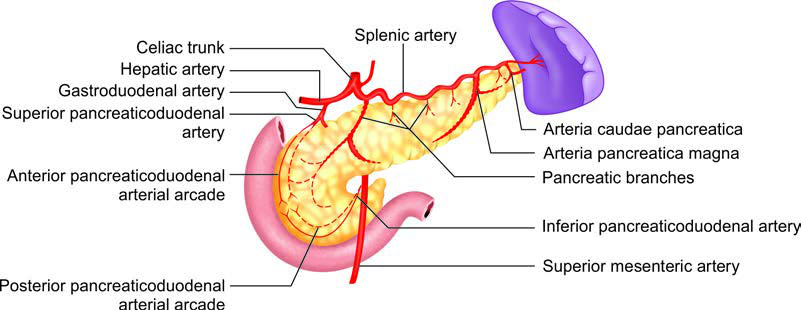 Celiac trunk
Hepatic artery
Gastroduodenal artery
Superior pancreaticoduodenal
artery
Anterior pancreaticoduodenal
arterial arcade
Posterior pancreaticoduodenal
arterial arcade
Splenic artery
Arteria caudae pancreatica
Arteria pancreatica magna
Pancreatic branches
Inferior pancreaticoduodenal artery
Superior mesenteric artery